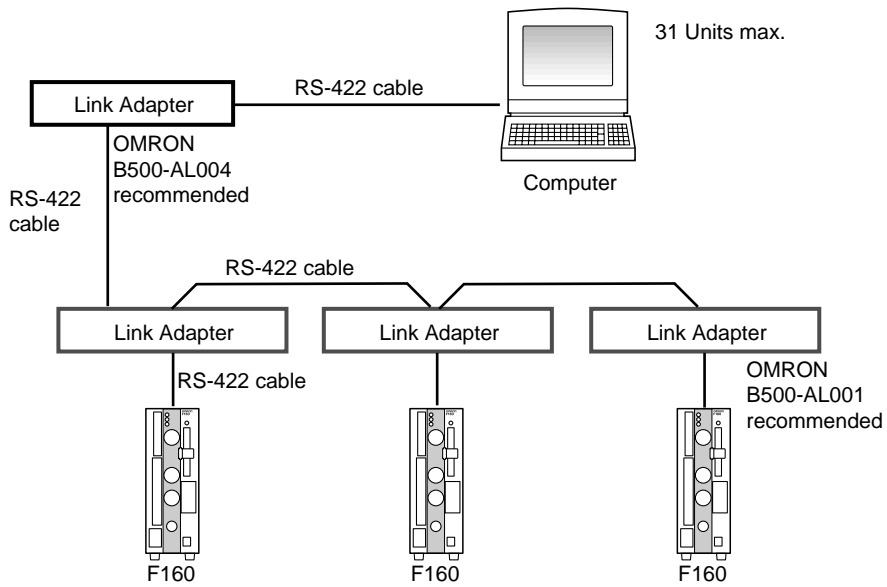 31 Units max.
RS-422 cable
Link Adapter
OMRON
B500-AL004
recommended
Computer
RS-422
cable
RS-422 cable
Link Adapter
Link Adapter
Link Adapter
RS-422 cable
OMRON
B500-AL001
recommended
F160
F160
F160